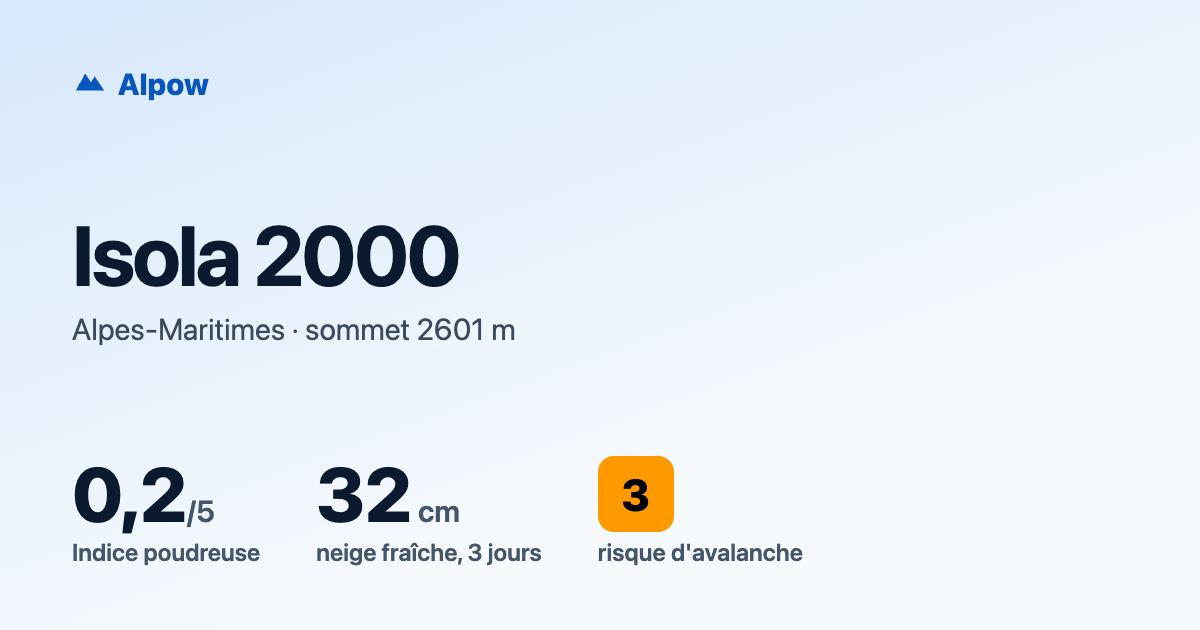 Alpow
Isola 2000
Alpes-Maritimes · sommet 2601 m
0,2/5
Indice poudreuse
32 cm
neige fraîche, 3 jours
3
risque d'avalanche